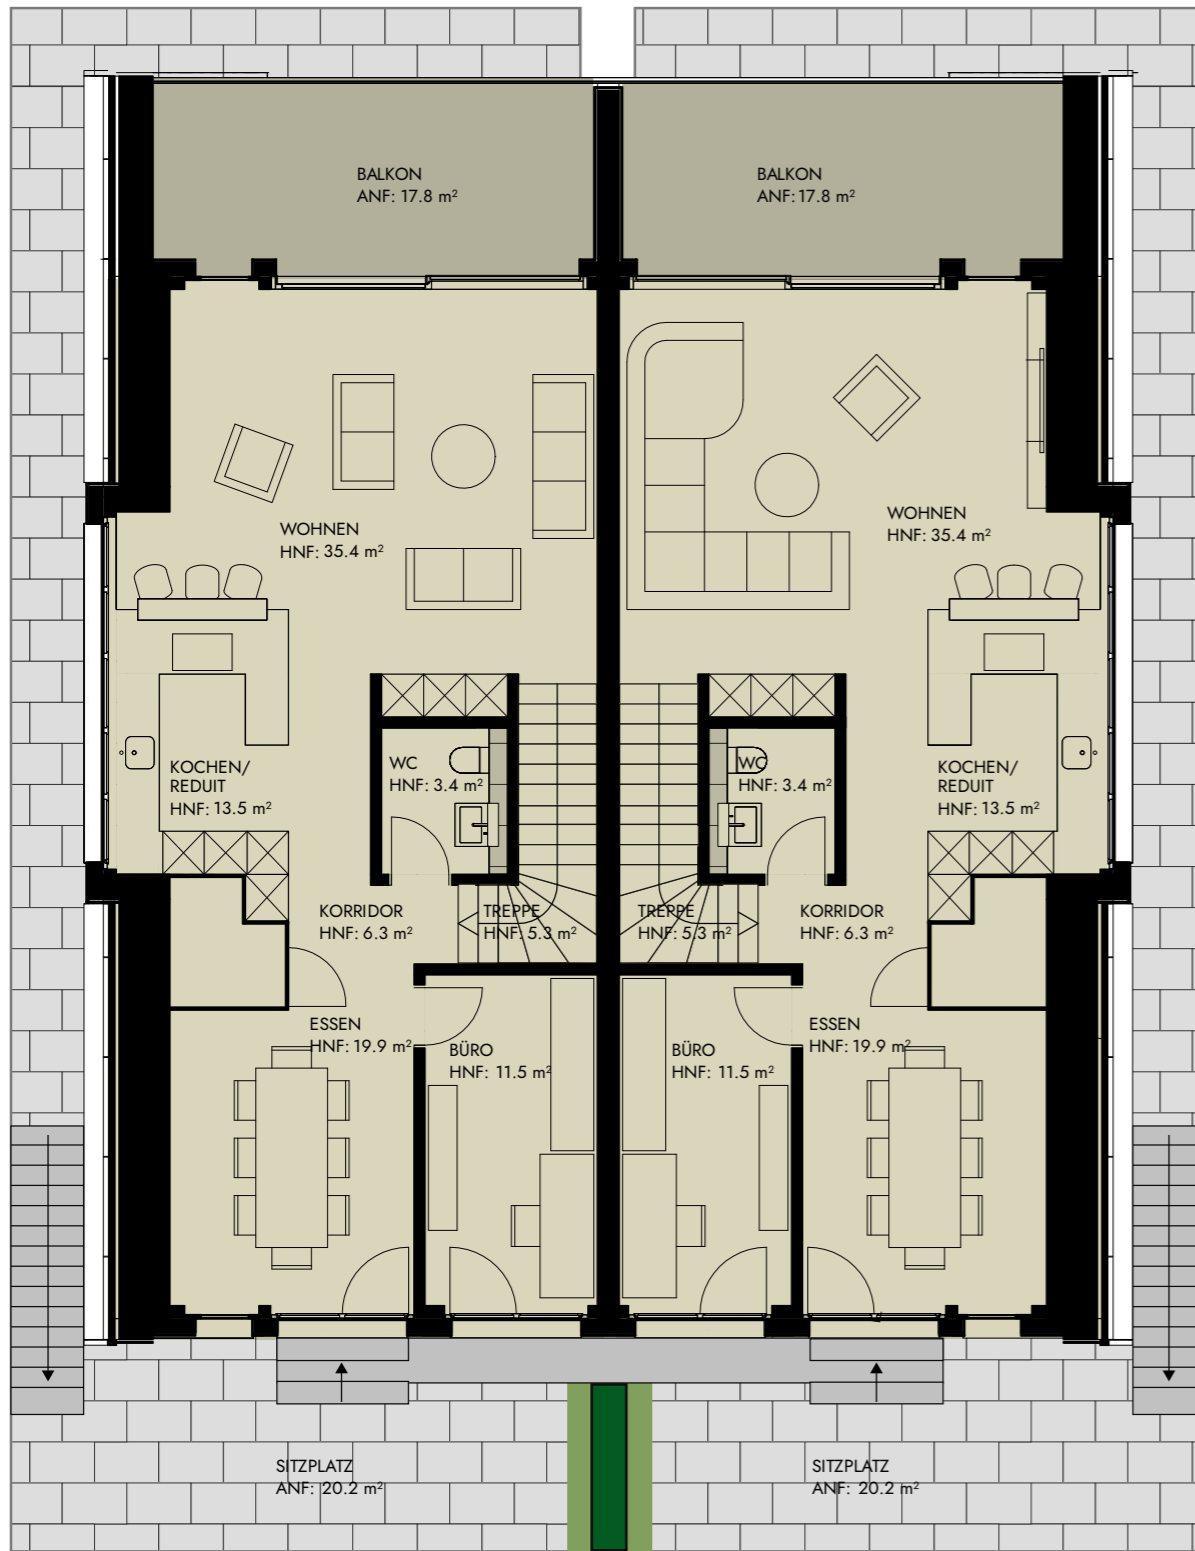 BALKON
ANF: 17.8 m²
BALKON
ANF: 17.8 m²
WOHNEN
HNF: 35.4 m²
WOHNEN
HNF: 35.4 m²
KOCHEN/
REDUIT
HNF: 13.5 m²
WC
HNF: 3.4 m²
WC
HNF: 3.4 m²
KOCHEN/
REDUIT
HNF: 13.5 m²
KORRIDOR
HNF: 6.3 m²
TREPPE
HNF: 5.3 m²
TREPPE
HNF: 5.3 m²
KORRIDOR
HNF: 6.3 m²
ESSEN
HNF: 19.9 m²
BÜRO
HNF: 11.5 m²
BÜRO
HNF: 11.5 m²
ESSEN
HNF: 19.9 m²
SITZPLATZ
ANF: 20.2 m²
SITZPLATZ
ANF: 20.2 m²